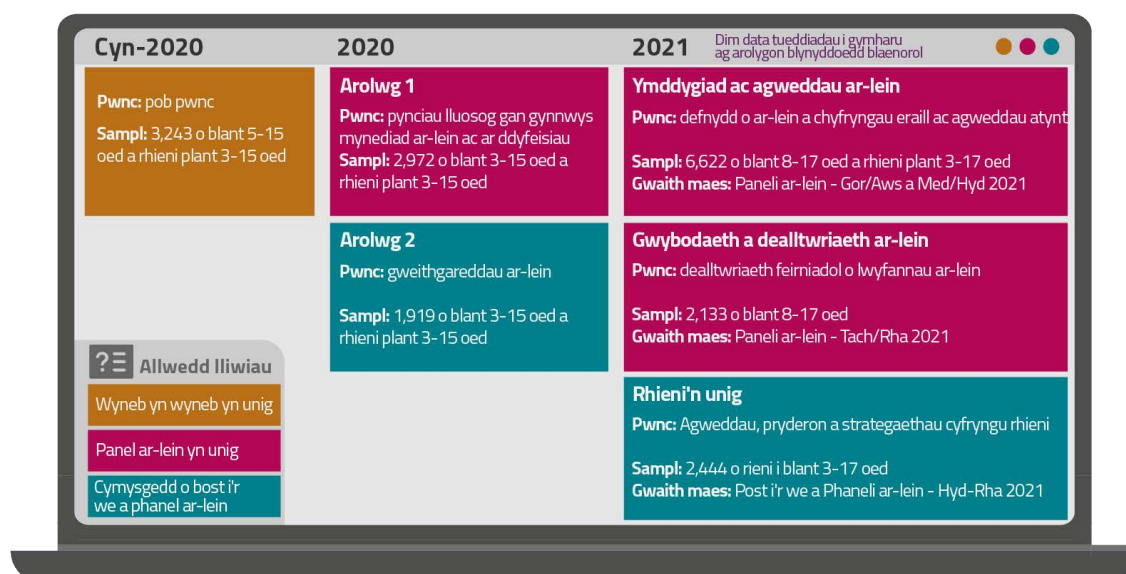 Cyn-2020
Pwnc: pob pwnc
Sampl: 3,243 o blant 5-15
oed a rhieni plant 3-15 oed
2020
Arolwg 1
Pwnc: pynciau lluosog gan gynnwys
mynediad ar-lein ac ar ddyfeisiau
Sampl: 2,972 o blant 3-15 oed a
rhieni plant 3-15 oed
Arolwg 2
Pwnc: gweithgareddau ar-lein
Sampl: 1,919 o blant 3-15 oed a
rhieni plant 3-15 oed
2021
Dim data tueddiadau i gymharu
ag arolygon blynyddoedd blaenorol
Ymddygiad ac agweddau ar-lein
Pwnc: defnydd o ar-lein a chyfryngau eraill ac agweddau atynt
Sampl: 6,622 o blant 8-17 oed a rhieni plant 3-17 oed
Gwaith maes: Paneli ar-lein - Gor/Aws a Med/Hyd 2021
Gwybodaeth a dealltwriaeth ar-lein
Pwnc: dealltwriaeth feirniadol o lwyfannau ar-lein
Sampl: 2,133 o blant 8-17 oed
Gwaith maes: Paneli ar-lein - Tach/Rha 2021
Rhieni'n unig
Pwnc: Agweddau, pryderon a strategaethau cyfryngu rhieni
Sampl: 2,444 o rieni i blant 3-17 oed
Gwaith maes: Post i'r we a Phaneli ar-lein - Hyd-Rha 2021
Allwedd lliwiau
Wyneb yn wyneb yn unig
Panel ar-lein yn unig
Cymysgedd o bost i'r
we a phanel ar-lein